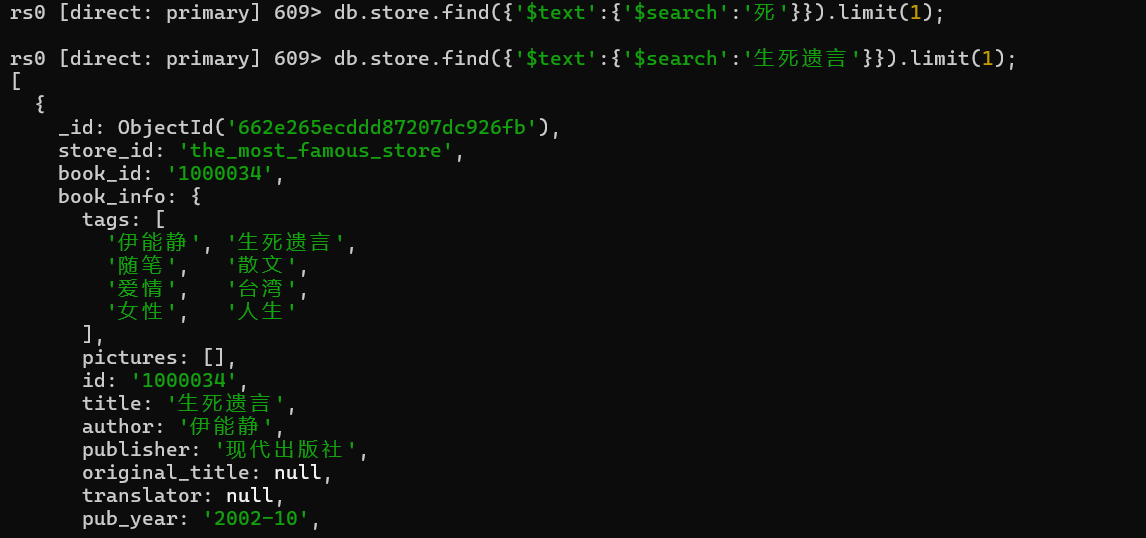 rs0 [direct: primary] 609> db.store.find({'$text':{'$search':'死'}}).limit(1);
rs0 [direct: primary] 609> db.store.find({'$text':{'$search':'生死遗言'}}).limit(1);
[
  {
    _id: ObjectId('662e265ecddd87207dc926fb'),
    store_id: 'the_most_famous_store',
    book_id: '1000034',
    book_info: {
      tags: [
        '伊能静', '生死遗言',
        '随笔',   '散文',
        '爱情',   '台湾',
        '女性',   '人生'
      ],
      pictures: [],
      id: '1000034',
      title: '生死遗言',
      author: '伊能静',
      publisher: '现代出版社',
      original_title: null,
      translator: null,
      pub_year: '2002-10',